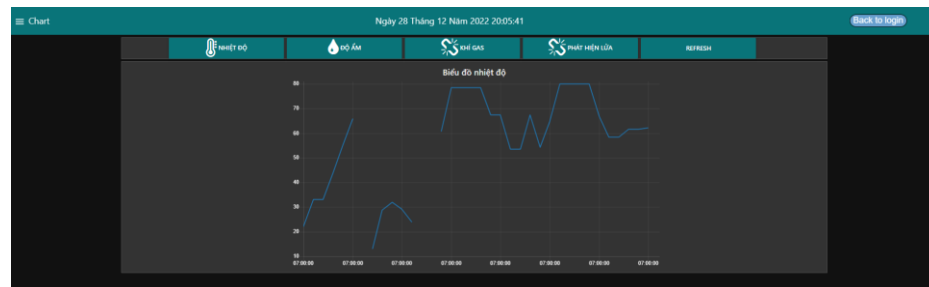 ≡ Chart
Ngày 28 Tháng 12 Năm 2022 20:05:41
Back to login
NHIỆT ĐỘ
ĐỘ ẨM
KHÍ GAS
PHÁT HIỆN LỬA
REFRESH
Biểu đồ nhiệt độ
80
70
60
50
40
30
20
10
07:00:00 07:00:00 07:00:00 07:00:00 07:00:00 07:00:00 07:00:00 07:00:00